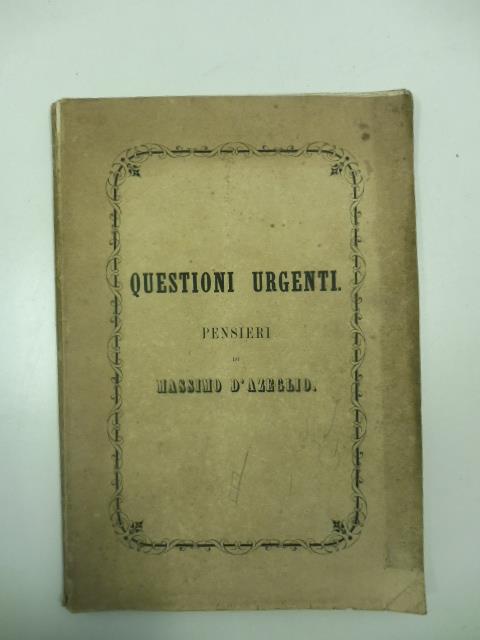 QUESTIONI URGENTI.
PENSIERI
DI
MASSIMO D'AZEGLIO.